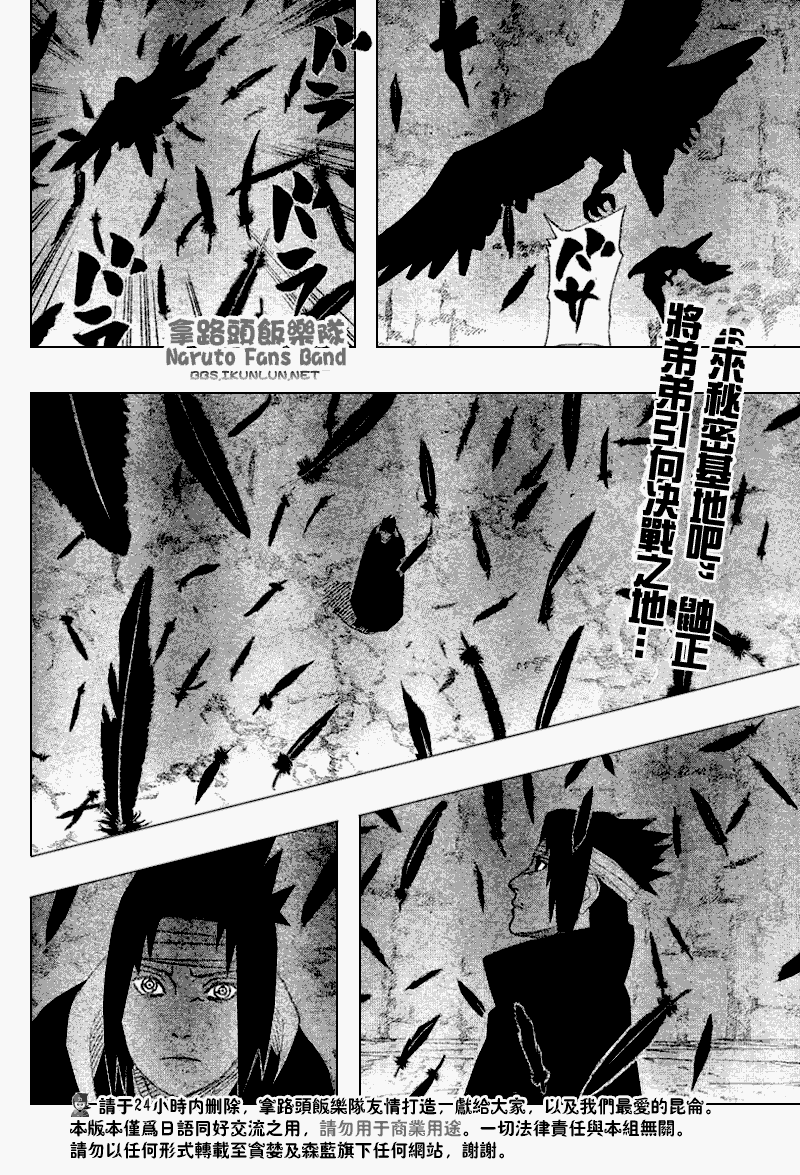 バサ
バラ
バラ
バラ
拿路頭飯樂隊
Naruto Fans Band
BBS.IKUNLUN.NET
“來秘密基地吧” 鼬正
將弟弟引向決戰之地…
-請于24小時内删除，拿路頭飯樂隊友情打造，獻給大家，以及我們最愛的昆侖。
本版本僅爲日語同好交流之用，請勿用于商業用途。一切法律責任與本組無關。
請勿以任何形式轉載至貪婪及森藍旗下任何網站，謝謝。